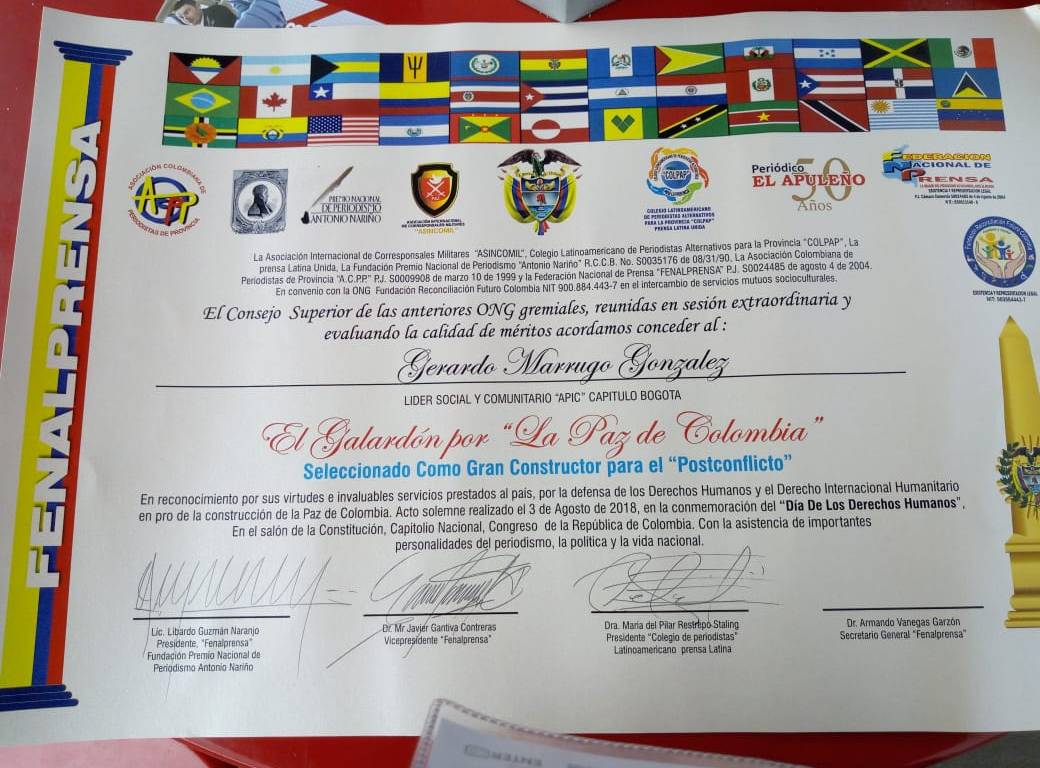 FENALPRENSA
ASOCIACIÓN COLOMBIANA DE
PERIODISTAS DE PROVINCIA
PREMIO NACIONAL
DE PERIODISMO
ANTONIO NARIÑO
ASOCIACIÓN INTERNACIONAL
DE CORRESPONSALES MILITARES
"ASINCOMIL"
"COLPAP"
COLEGIO LATINOAMERICANO
DE PERIODISTAS ALTERNATIVOS
PARA LA PROVINCIA "COLPAP"
PRENSA LATINA UNIDA
Periódico
EL APULEÑO
50
Años
FEDERACION
NACIONAL DE
PRENSA
EXISTENCIA Y REPRESENTACION LEGAL
La Asociación Internacional de Corresponsales Militares "ASINCOMIL", Colegio Latinoamericano de Periodistas Alternativos para la Provincia "COLPAP", La
prensa Latina Unida, La Fundación Premio Nacional de Periodismo "Antonio Nariño" R.C.C.B. No. S0035176 de 08/31/90, La Asociación Colombiana de
Periodistas de Provincia "A.C.PP." P.J. S0009908 de marzo 10 de 1999 y la Federación Nacional de Prensa "FENALPRENSA" P.J. S0024485 de agosto 4 de 2004.
En convenio con la ONG Fundación Reconciliación Futuro Colombia NIT 900.884.443-7 en el intercambio de servicios mutuos socioculturales.
Fundación Reconciliación Futuro Colombia
EXISTENCIA Y REPRESENTACION LEGAL
El Consejo Superior de las anteriores ONG gremiales, reunidas en sesión extraordinaria y
evaluando la calidad de méritos acordamos conceder al :
Gerardo Marrugo Gonzalez
LIDER SOCIAL Y COMUNITARIO "APIC" CAPITULO BOGOTA
El Galardón por "La Paz de Colombia"
Seleccionado Como Gran Constructor para el "Postconflicto"
En reconocimiento por sus virtudes e invaluables servicios prestados al país, por la defensa de los Derechos Humanos y el Derecho Internacional Humanitario
en pro de la construcción de la Paz de Colombia. Acto solemne realizado el 3 de Agosto de 2018, en la conmemoración del "Día De Los Derechos Humanos",
En el salón de la Constitución, Capitolio Nacional, Congreso de la República de Colombia. Con la asistencia de importantes
personalidades del periodismo, la política y la vida nacional.
Lic. Libardo Guzmán Naranjo
Presidente, "Fenalprensa"
Fundación Premio Nacional de
Periodismo Antonio Nariño
Dr. Mr Javier Gantiva Contreras
Vicepresidente "Fenalprensa"
Dra. Maria del Pilar Restrepo Staling
Presidente "Colegio de periodistas"
Latinoamericano prensa Latina
Dr. Armando Vanegas Garzón
Secretario General "Fenalprensa"
ENTER